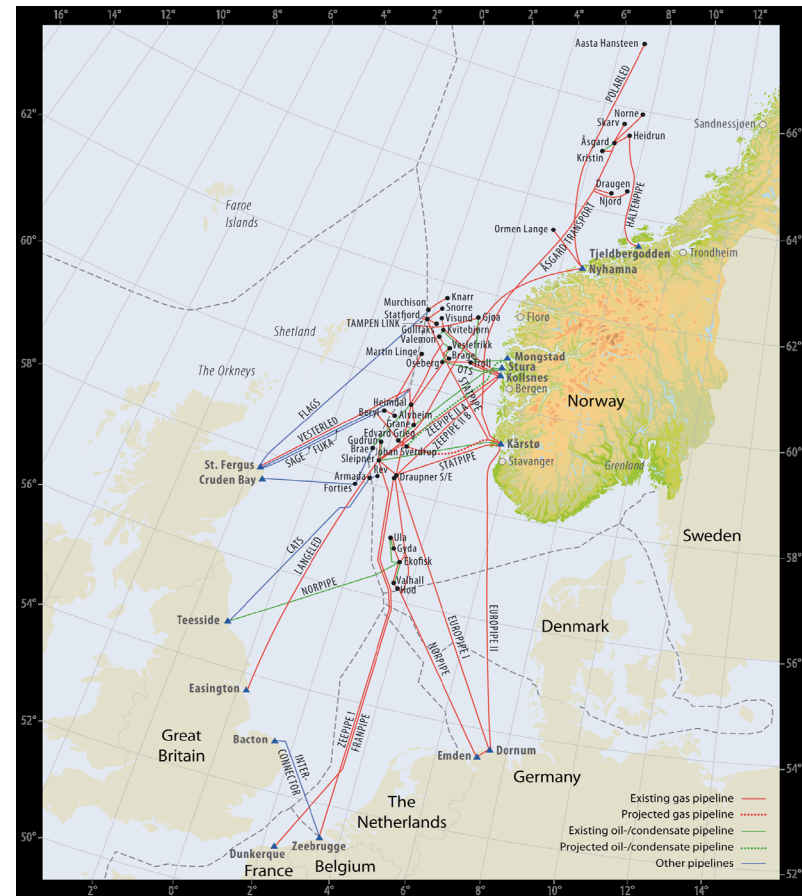 16° 14° 12° 10° 8° 6° 4° 2° 0° 2° 4° 6° 8° 10° 12° 14°
62°
60°
58°
56°
54°
52°
50°
66°
64°
62°
60°
58°
56°
54°
52°
2° 0° 2° 4° 6° 8° 10° 12° 14°
Aasta Hansteen
POLARLED
Norne
Skarv
Åsgard
Heidrun
Kristin
Sandnessjøen
Draugen
Njord
HALTENPIPE
Faroe
Islands
Ormen Lange
ÅSGARD TRANSPORT
Tjeldbergodden
Trondheim
Nyhamna
Knarr
Murchison
Snorre
Statfjord
Visund
Gjøa
Florø
TAMPEN LINK
Gullfaks
Kvitebjørn
Shetland
Valemon
Veslefrikk
Martin Linge
Brage
Mongstad
Oseberg
Troll
Stura
OTS
Kollsnes
The Orkneys
Bergen
STATPIPE
FLAGS
Heimdal
Norway
VESTERLED
Beryl
Alvheim
ZEEPIPE II A
Grane
ZEEPIPE II B
SAGE
FUKA
Edvard Grieg
Gudrun
Kårstø
Brae
Johan Sverdrup
St. Fergus
Sleipner
STATPIPE
Stavanger
Grenland
Cruden Bay
Rev
Armada
Draupner S/E
Forties
Sweden
CATS
LANGELED
Ula
Gyda
Ekofisk
NORPIPE
Valhall
Hod
Teesside
EUROPIPE II
EUROPIPE I
NORPIPE
Denmark
Easington
Great
Britain
Bacton
ZEEPIPE I
FRANPIPE
INTER-
CONNECTOR
Emden
Dornum
Germany
The
Netherlands
Dunkerque
Zeebrugge
France
Belgium
Existing gas pipeline
Projected gas pipeline
Existing oil-/condensate pipeline
Projected oil-/condensate pipeline
Other pipelines